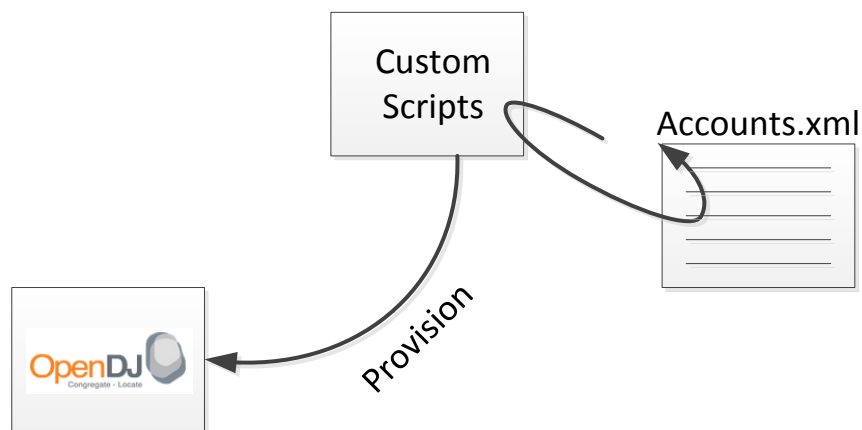 Custom
Scripts
Accounts.xml
Provision
OpenDJ
Congregate - Locate